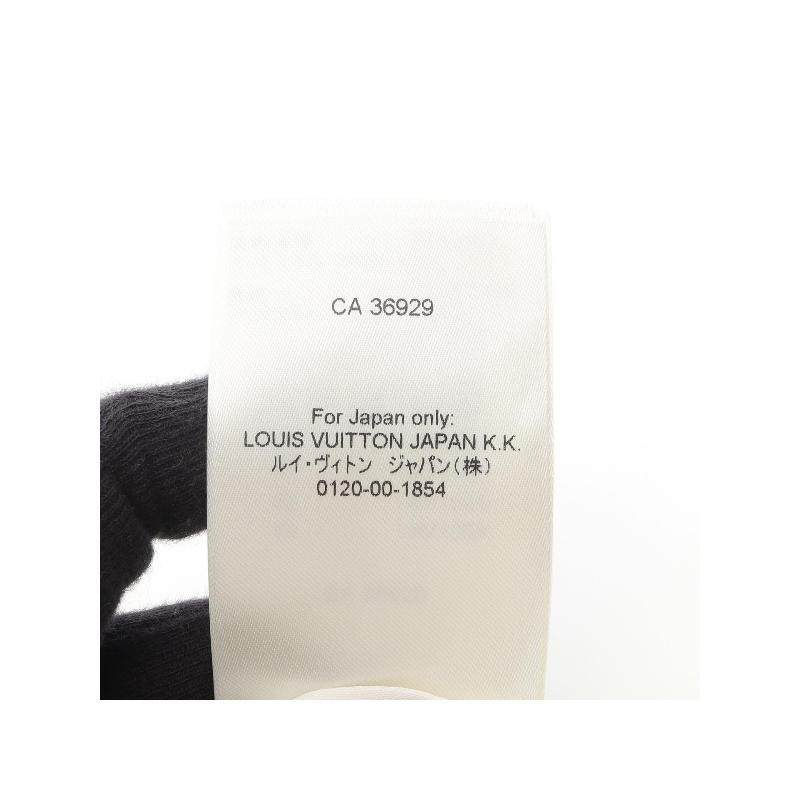 CA 36929
For Japan only:
LOUIS VUITTON JAPAN K.K.
ルイ・ヴィトン ジャパン(株)
0120-00-1854